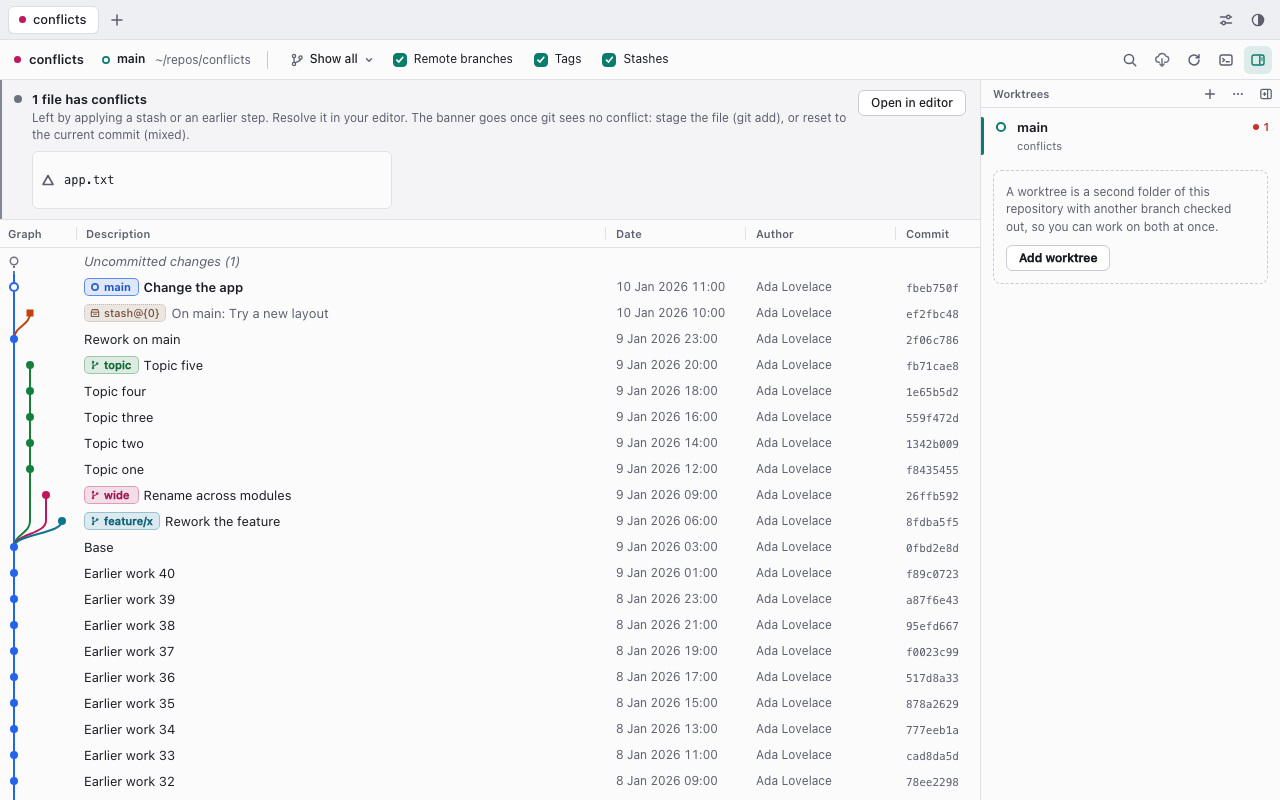 conflicts
conflicts main ~/repos/conflicts Show all Remote branches Tags Stashes
1 file has conflicts
Left by applying a stash or an earlier step. Resolve it in your editor. The banner goes once git sees no conflict: stage the file (git add), or reset to
the current commit (mixed).
Open in editor
app.txt
Graph Description Date Author Commit
Uncommitted changes (1)
main Change the app 10 Jan 2026 11:00 Ada Lovelace fbeb750f
stash@{0} On main: Try a new layout 10 Jan 2026 10:00 Ada Lovelace ef2fbc48
Rework on main 9 Jan 2026 23:00 Ada Lovelace 2f06c786
topic Topic five 9 Jan 2026 20:00 Ada Lovelace fb71cae8
Topic four 9 Jan 2026 18:00 Ada Lovelace 1e65b5d2
Topic three 9 Jan 2026 16:00 Ada Lovelace 559f472d
Topic two 9 Jan 2026 14:00 Ada Lovelace 1342b009
Topic one 9 Jan 2026 12:00 Ada Lovelace f8435455
wide Rename across modules 9 Jan 2026 09:00 Ada Lovelace 26ffb592
feature/x Rework the feature 9 Jan 2026 06:00 Ada Lovelace 8fdba5f5
Base 9 Jan 2026 03:00 Ada Lovelace 0fbd2e8d
Earlier work 40 9 Jan 2026 01:00 Ada Lovelace f89c0723
Earlier work 39 8 Jan 2026 23:00 Ada Lovelace a87f6e43
Earlier work 38 8 Jan 2026 21:00 Ada Lovelace 95efd667
Earlier work 37 8 Jan 2026 19:00 Ada Lovelace f0023c99
Earlier work 36 8 Jan 2026 17:00 Ada Lovelace 517d8a33
Earlier work 35 8 Jan 2026 15:00 Ada Lovelace 878a2629
Earlier work 34 8 Jan 2026 13:00 Ada Lovelace 777eeb1a
Earlier work 33 8 Jan 2026 11:00 Ada Lovelace cad8da5d
Earlier work 32 8 Jan 2026 09:00 Ada Lovelace 78ee2298
Worktrees
main 1
conflicts
A worktree is a second folder of this
repository with another branch checked
out, so you can work on both at once.
Add worktree